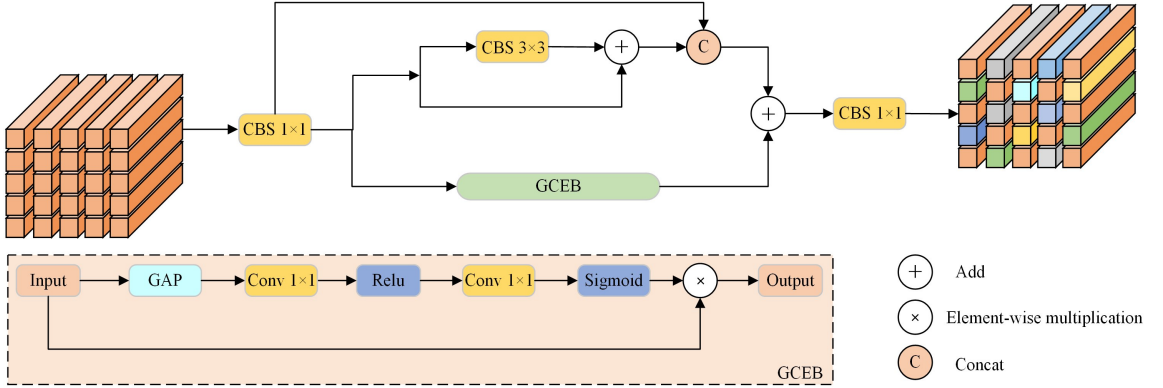 CBS 3×3
+
C
CBS 1×1
+
CBS 1×1
GCEB
Input
GAP
Conv 1×1
Relu
Conv 1×1
Sigmoid
×
Output
GCEB
+ Add
× Element-wise multiplication
C Concat